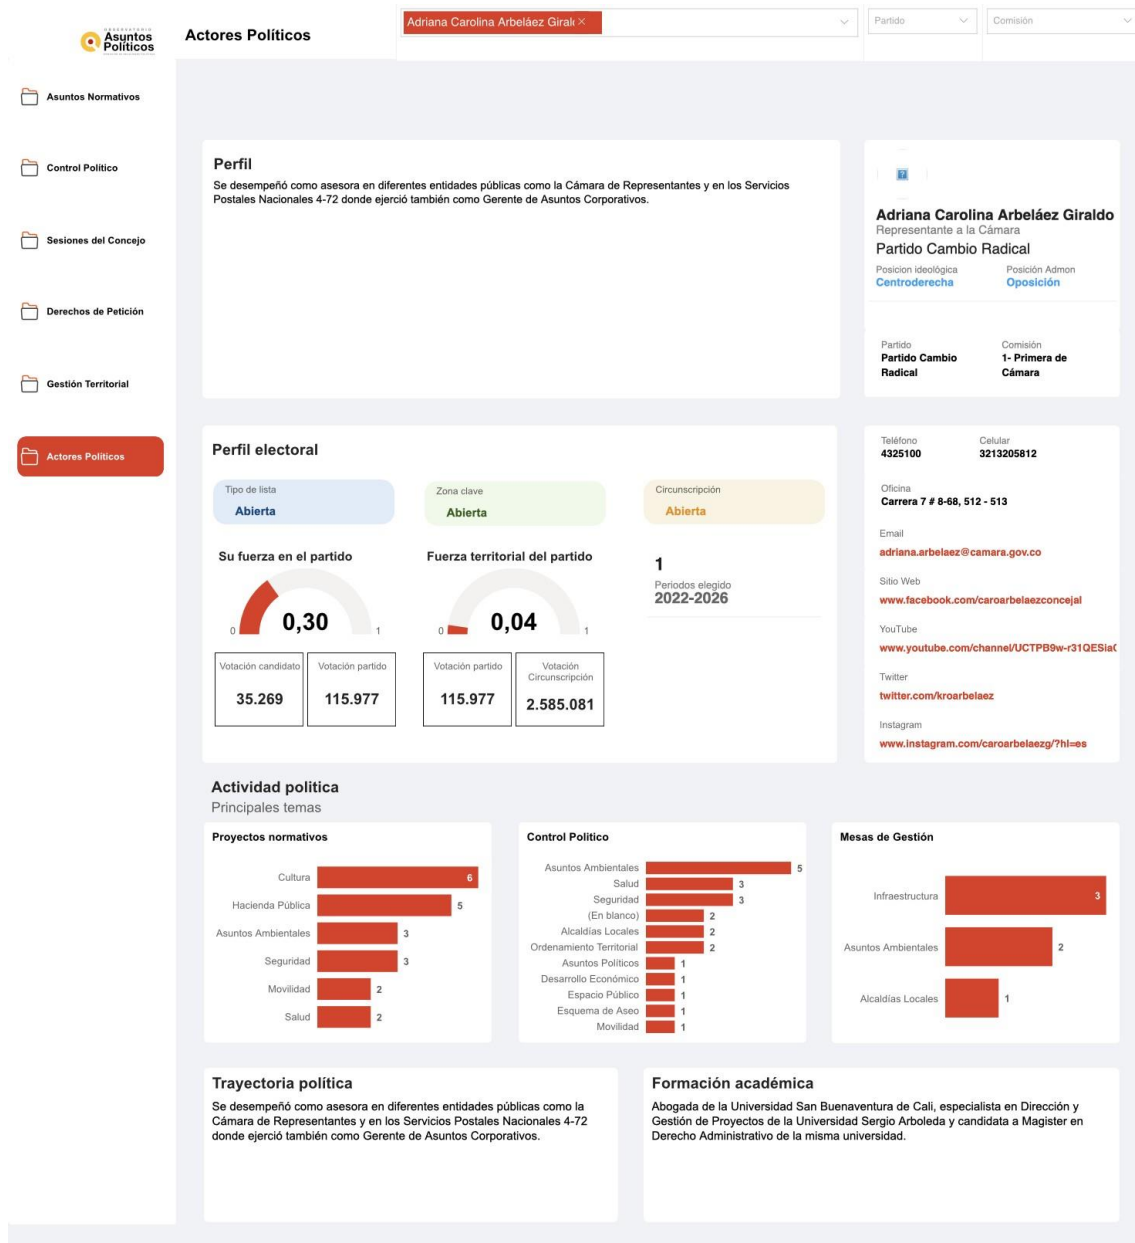 OBSERVATORIO
Asuntos
Políticos
Actores Políticos
Adriana Carolina Arbeláez Giral
Partido
Comisión
Asuntos Normativos
Control Político
Sesiones del Concejo
Derechos de Petición
Gestión Territorial
Actores Políticos
Perfil
Se desempeñó como asesora en diferentes entidades públicas como la Cámara de Representantes y en los Servicios
Postales Nacionales 4-72 donde ejerció también como Gerente de Asuntos Corporativos.
?
Adriana Carolina Arbeláez Giraldo
Representante a la Cámara
Partido Cambio Radical
Posicion ideológica
Posición Admon
Centroderecha
Oposición
Partido
Comisión
Partido Cambio
1- Primera de
Radical
Cámara
Perfil electoral
Tipo de lista
Abierta
Zona clave
Abierta
Circunscripción
Abierta
Su fuerza en el partido
0,30
0
1
Votación candidato
35.269
Votación partido
115.977
Fuerza territorial del partido
0,04
0
1
Votación partido
115.977
Votación
Circunscripción
2.585.081
1
Periodos elegido
2022-2026
Teléfono
Celular
4325100
3213205812
Oficina
Carrera 7 # 8-68, 512 - 513
Email
adriana.arbelaez@camara.gov.co
Sitio Web
www.facebook.com/caroarbelaezconcejal
YouTube
www.youtube.com/channel/UCTPB9w-r31QESia
Twitter
twitter.com/kroarbelaez
Instagram
www.instagram.com/caroarbelaezg/?hl=es
Actividad politica
Principales temas
Proyectos normativos
Cultura 6
Hacienda Pública 5
Asuntos Ambientales 3
Seguridad 3
Movilidad 2
Salud 2
Control Politico
Asuntos Ambientales 5
Salud 3
Seguridad 3
(En blanco) 2
Alcaldías Locales 2
Ordenamiento Territorial 2
Asuntos Políticos 1
Desarrollo Económico 1
Espacio Público 1
Esquema de Aseo 1
Movilidad 1
Mesas de Gestión
Infraestructura 3
Asuntos Ambientales 2
Alcaldías Locales 1
Trayectoria política
Se desempeñó como asesora en diferentes entidades públicas como la
Cámara de Representantes y en los Servicios Postales Nacionales 4-72
donde ejerció también como Gerente de Asuntos Corporativos.
Formación académica
Abogada de la Universidad San Buenaventura de Cali, especialista en Dirección y
Gestión de Proyectos de la Universidad Sergio Arboleda y candidata a Magister en
Derecho Administrativo de la misma universidad.